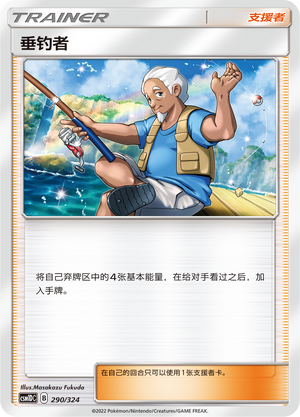 TRAINER 支援者
垂钓者
将自己弃牌区中的4张基本能量，在给对手看过之后，加
入手牌。
Illus.Masakazu Fukuda
csm1DC B 290/324
在自己的回合只可以使用1张支援者卡。
©2022 Pokémon/Nintendo/Creatures/GAME FREAK.